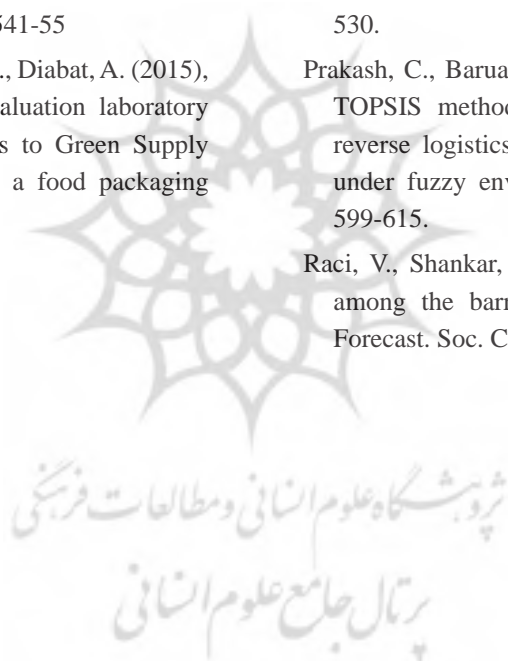 541-55
., Diabat, A. (2015),
aluation laboratory
s to Green Supply
a food packaging
530.
Prakash, C., Barua
TOPSIS method
reverse logistics
under fuzzy env
599-615.
Raci, V., Shankar,
among the barr
Forecast. Soc. C
پژوهشگاه علوم انسانی و مطالعات فرهنگی
پرتال جامع علوم انسانی